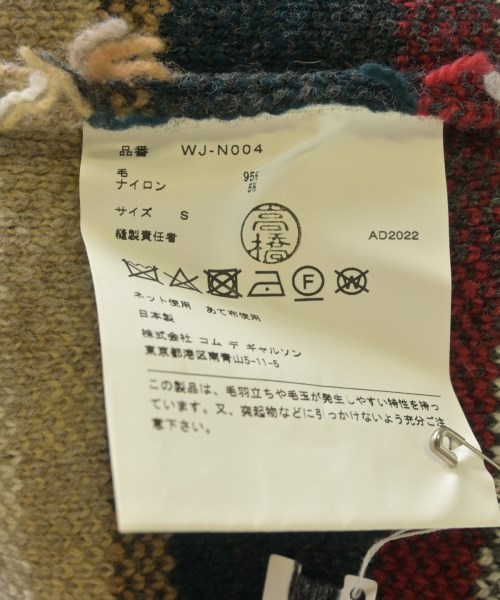 品番 WJ-N004
毛 95%
ナイロン 5%
サイズ S
縫製責任者 高橋 AD2022
F W
ネット使用 あて布使用
日本製
株式会社 コム デ ギャルソン
東京都港区南青山5-11-5
この製品は、毛羽立ちや毛玉が発生しやすい特性を持っ
ています。又、突起物などに引っかけないよう充分ご注
意下さい。